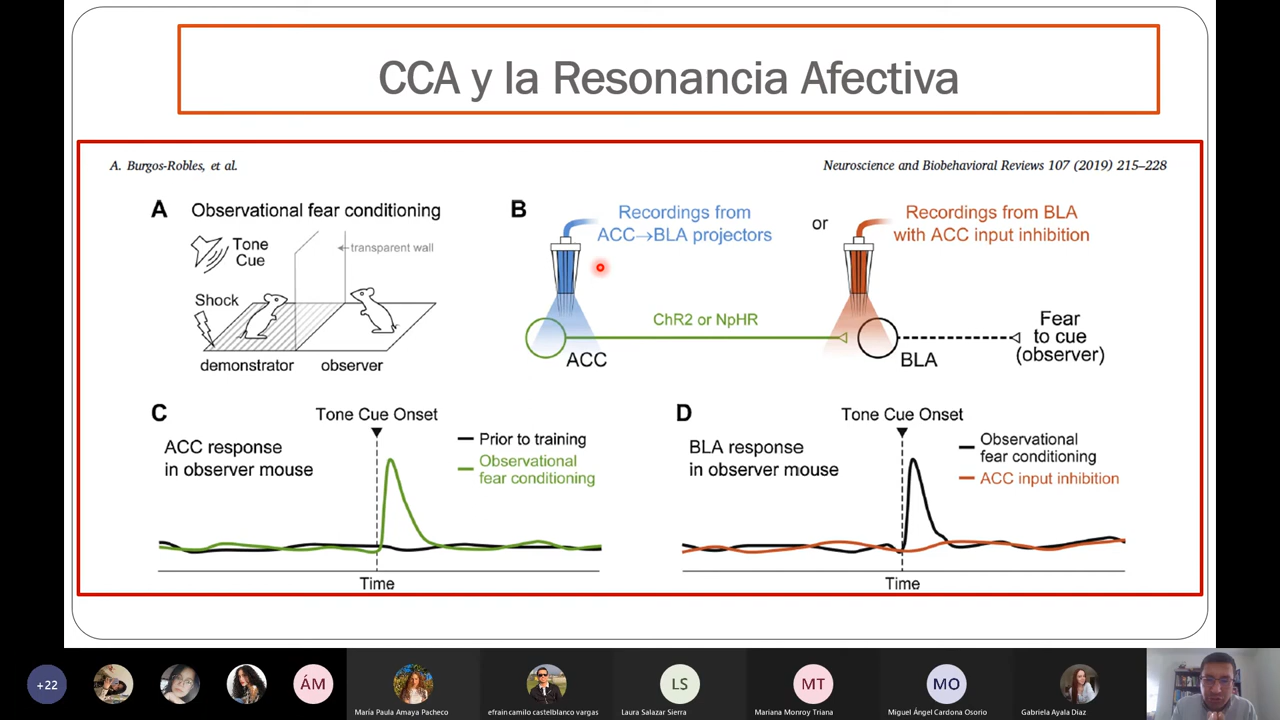 CCA y la Resonancia Afectiva
A. Burgos-Robles, et al.
Neuroscience and Biobehavioral Reviews 107 (2019) 215–228
A
Observational fear conditioning
Tone
Cue
transparent wall
Shock
demonstrator
observer
B
Recordings from
ACC→BLA projectors
or
Recordings from BLA
with ACC input inhibition
ChR2 or NpHR
ACC
BLA
Fear
to cue
(observer)
C
Tone Cue Onset
ACC response
in observer mouse
Prior to training
Observational
fear conditioning
Time
D
Tone Cue Onset
BLA response
in observer mouse
Observational
fear conditioning
ACC input inhibition
Time
+22
ÁM
LS
MT
MO
María Paula Amaya Pacheco
efrain camilo castelblanco vargas
Laura Salazar Sierra
Mariana Monroy Triana
Miguel Ángel Cardona Osorio
Gabriela Ayala Diaz